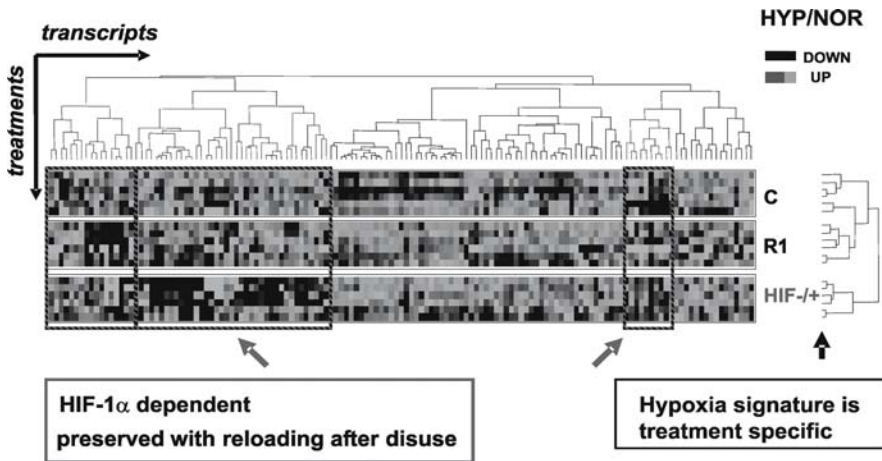 transcripts
treatments
HYP/NOR
DOWN
UP
C
R1
HIF-/+
HIF-1α dependent
preserved with reloading after disuse
Hypoxia signature is
treatment specific